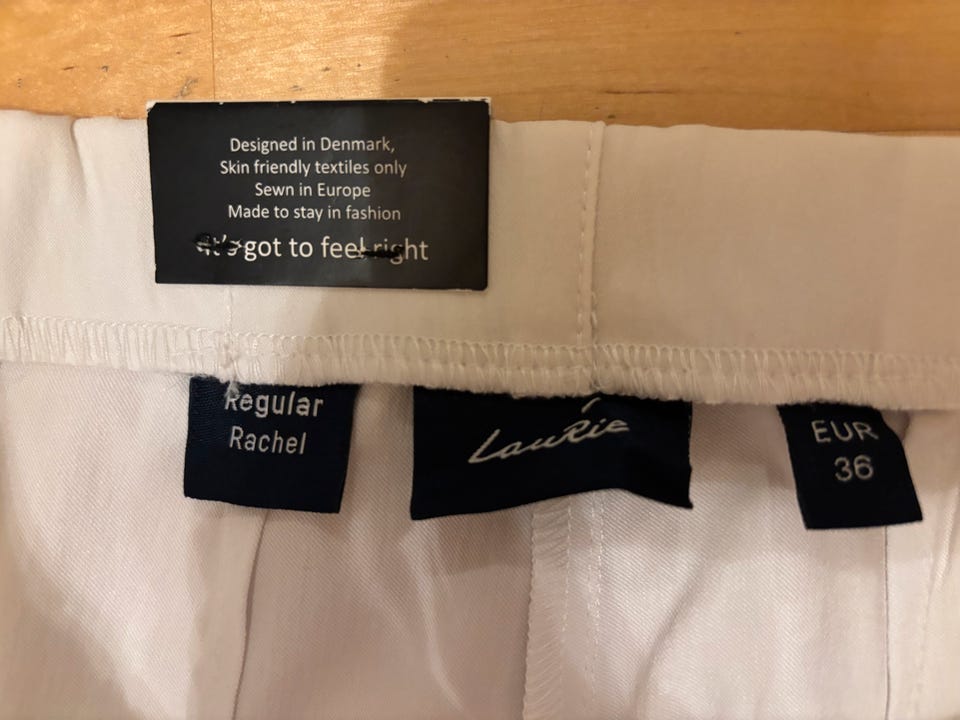 Designed in Denmark,
Skin friendly textiles only
Sewn in Europe
Made to stay in fashion
It's got to feel right
Regular
Rachel
LauRie
EUR
36